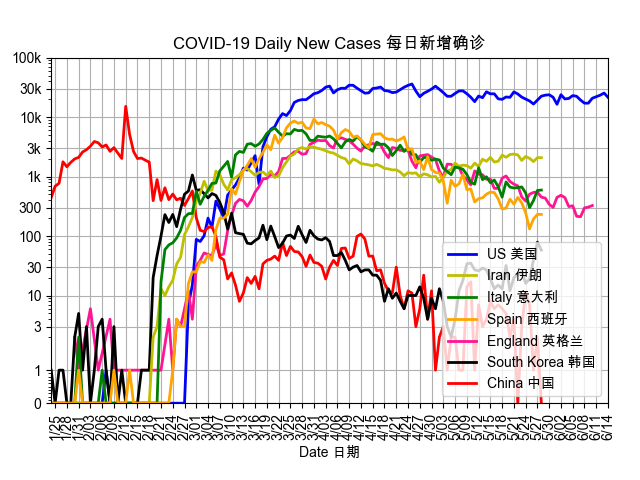 COVID-19 Daily New Cases 每日新增确诊
100k
30k
10k
3k
1k
300
100
30
10
3
1
0
US 美国
Iran 伊朗
Italy 意大利
Spain 西班牙
England 英格兰
South Korea 韩国
China 中国
1/25 1/28 1/31 2/03 2/06 2/09 2/12 2/15 2/18 2/21 2/24 2/27 3/01 3/04 3/07 3/10 3/13 3/16 3/19 3/22 3/25 3/28 3/31 4/03 4/06 4/09 4/12 4/15 4/18 4/21 4/24 4/27 4/30 5/03 5/06 5/09 5/12 5/15 5/18 5/21 5/24 5/27 5/30 6/02 6/05 6/08 6/11 6/14
Date 日期